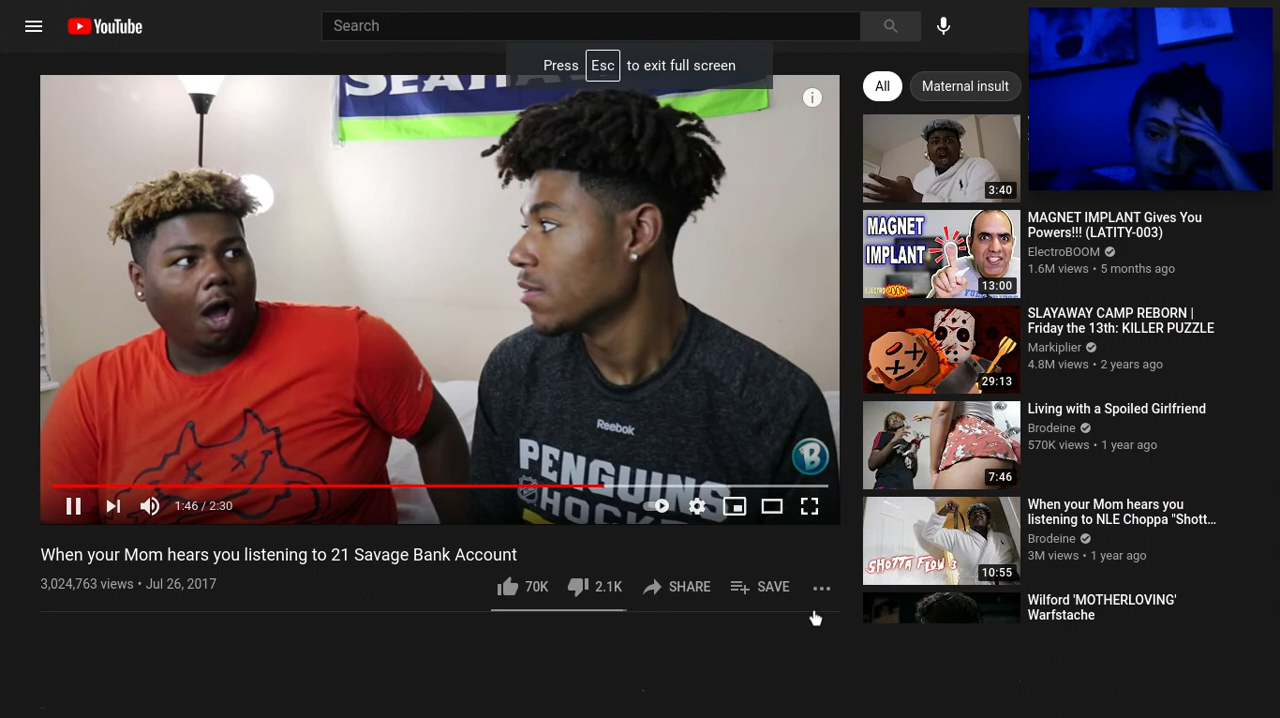 YouTube
Search
Press Esc to exit full screen
All
Maternal insult
SEA
Reebok
PENGUINS
HOCKEY
B
1:46 / 2:30
When your Mom hears you listening to 21 Savage Bank Account
3,024,763 views • Jul 26, 2017
70K
2.1K
SHARE
SAVE
3:40
MAGNET
IMPLANT
ELECTROBOOM
13:00
MAGNET IMPLANT Gives You
Powers!!! (LATITY-003)
ElectroBOOM
1.6M views • 5 months ago
29:13
SLAYAWAY CAMP REBORN |
Friday the 13th: KILLER PUZZLE
Markiplier
4.8M views • 2 years ago
7:46
Living with a Spoiled Girlfriend
Brodeine
570K views • 1 year ago
SHOTTA FLOW 3
10:55
When your Mom hears you
listening to NLE Choppa "Shott...
Brodeine
3M views • 1 year ago
Wilford 'MOTHERLOVING'
Warfstache